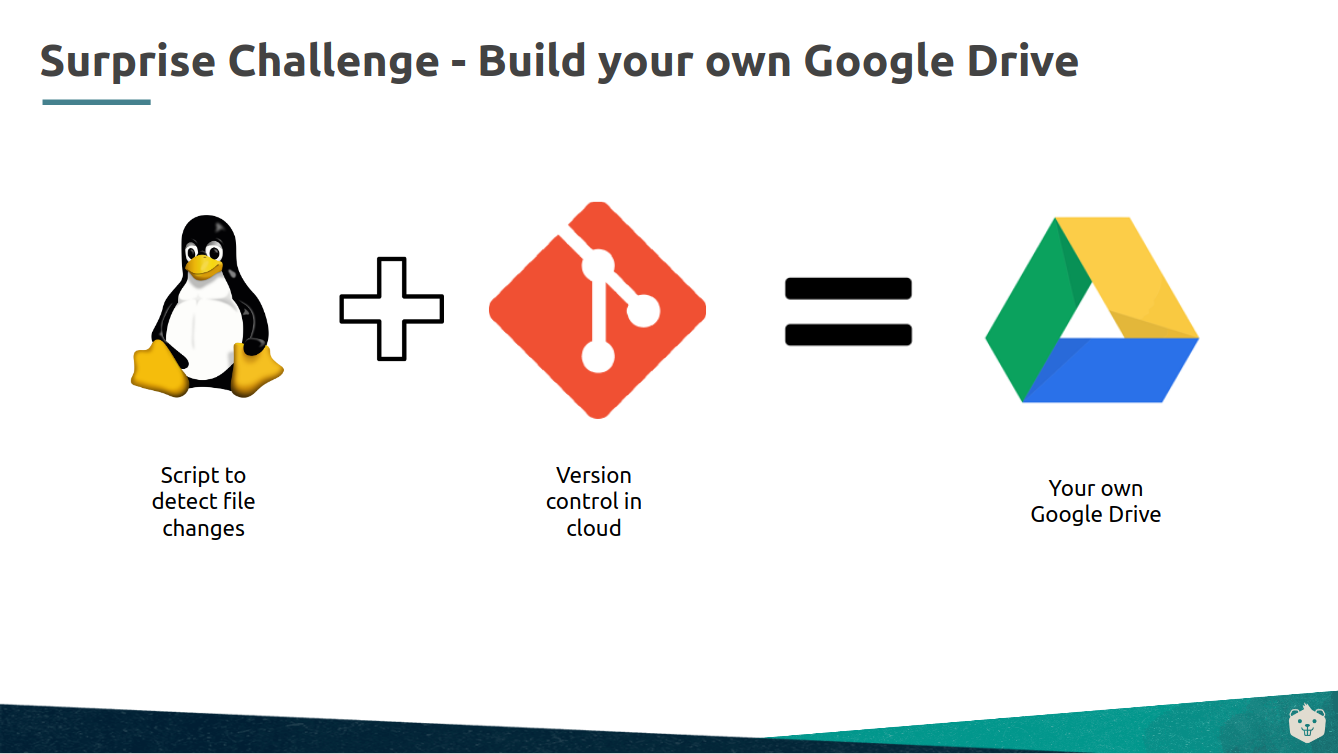 Surprise Challenge - Build your own Google Drive
Script to
detect file
changes
Version
control in
cloud
Your own
Google Drive